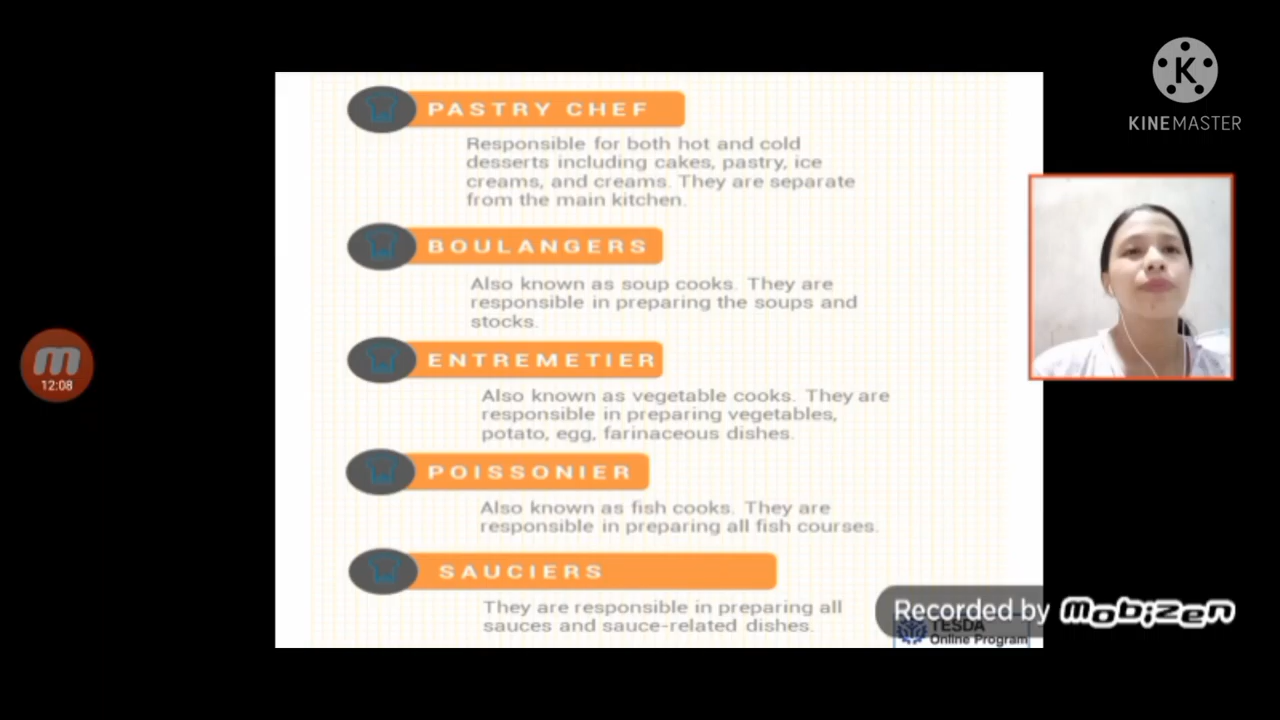 PASTRY CHEF
Responsible for both hot and cold
desserts including cakes, pastry, ice
creams, and creams. They are separate
from the main kitchen.
BOULANGERS
Also known as soup cooks. They are
responsible in preparing the soups and
stocks.
ENTREMETIER
Also known as vegetable cooks. They are
responsible in preparing vegetables,
potato, egg, farinaceous dishes.
POISSONIER
Also known as fish cooks. They are
responsible in preparing all fish courses.
SAUCIERS
They are responsible in preparing all
sauces and sauce-related dishes.
K
KINEMASTER
m
12:08
Recorded by mobizen
TESDA
Online Program